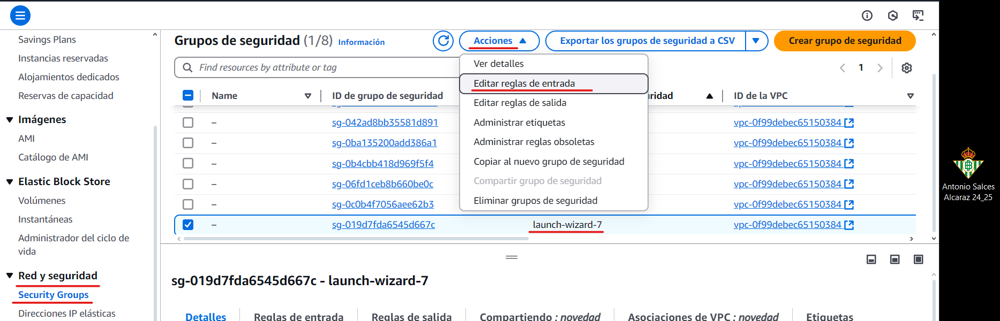 Savings Plans
Instancias reservadas
Alojamientos dedicados
Reservas de capacidad
Imágenes
AMI
Catálogo de AMI
Elastic Block Store
Volúmenes
Instantáneas
Administrador del ciclo de
vida
Red y seguridad
Security Groups
Direcciones IP elásticas
Grupos de seguridad (1/8) Información
Acciones
Exportar los grupos de seguridad a CSV
Crear grupo de seguridad
Find resources by attribute or tag
1
Ver detalles
Editar reglas de entrada
Editar reglas de salida
Administrar etiquetas
Administrar reglas obsoletas
Copiar al nuevo grupo de seguridad
Compartir grupo de seguridad
Eliminar grupos de seguridad
Name ID de grupo de seguridad ridad ID de la VPC
– sg-042ad8bb35581d891 vpc-0f99debec65150384
– sg-0ba135200add386a1 vpc-0f99debec65150384
– sg-0b4cbb418d969f5f4 vpc-0f99debec65150384
– sg-06fd1ceb8b660be0c vpc-0f99debec65150384
– sg-0c0b4f7056aee62b3 vpc-0f99debec65150384
– sg-019d7fda6545d667c launch-wizard-7 vpc-0f99debec65150384
sg-019d7fda6545d667c - launch-wizard-7
Detalles Reglas de entrada Reglas de salida Compartiendo : novedad Asociaciones de VPC : novedad Etiquetas
Antonio Salces
Alcaraz 24_25